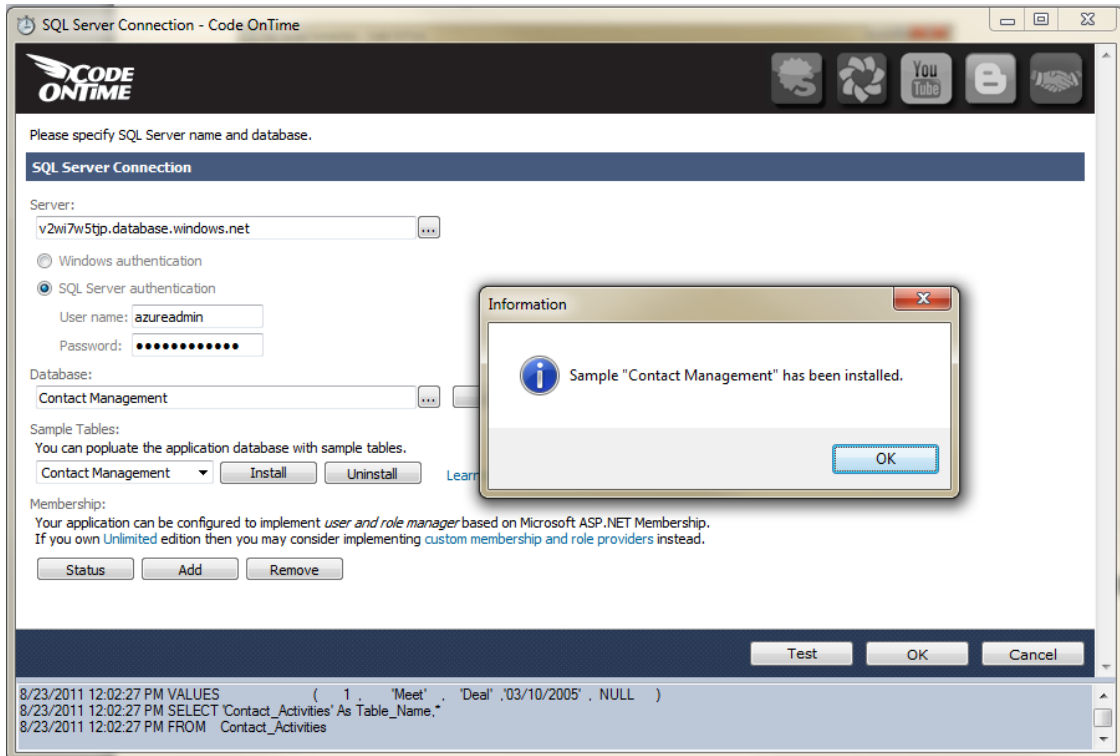 SQL Server Connection - Code OnTime
CODE
ONTIME
You
Tube
Please specify SQL Server name and database.
SQL Server Connection
Server:
v2wi7w5tjp.database.windows.net
...
Windows authentication
SQL Server authentication
User name: azureadmin
Password: ●●●●●●●●●●●●
Database:
Contact Management
...
Sample Tables:
You can popluate the application database with sample tables.
Contact Management
Install
Uninstall
Learn
Membership:
Your application can be configured to implement user and role manager based on Microsoft ASP.NET Membership.
If you own Unlimited edition then you may consider implementing custom membership and role providers instead.
Status
Add
Remove
Information
Sample "Contact Management" has been installed.
OK
Test
OK
Cancel
8/23/2011 12:02:27 PM VALUES ( 1 , 'Meet' , 'Deal' ,'03/10/2005' , NULL )
8/23/2011 12:02:27 PM SELECT 'Contact_Activities' As Table_Name,*
8/23/2011 12:02:27 PM FROM Contact_Activities